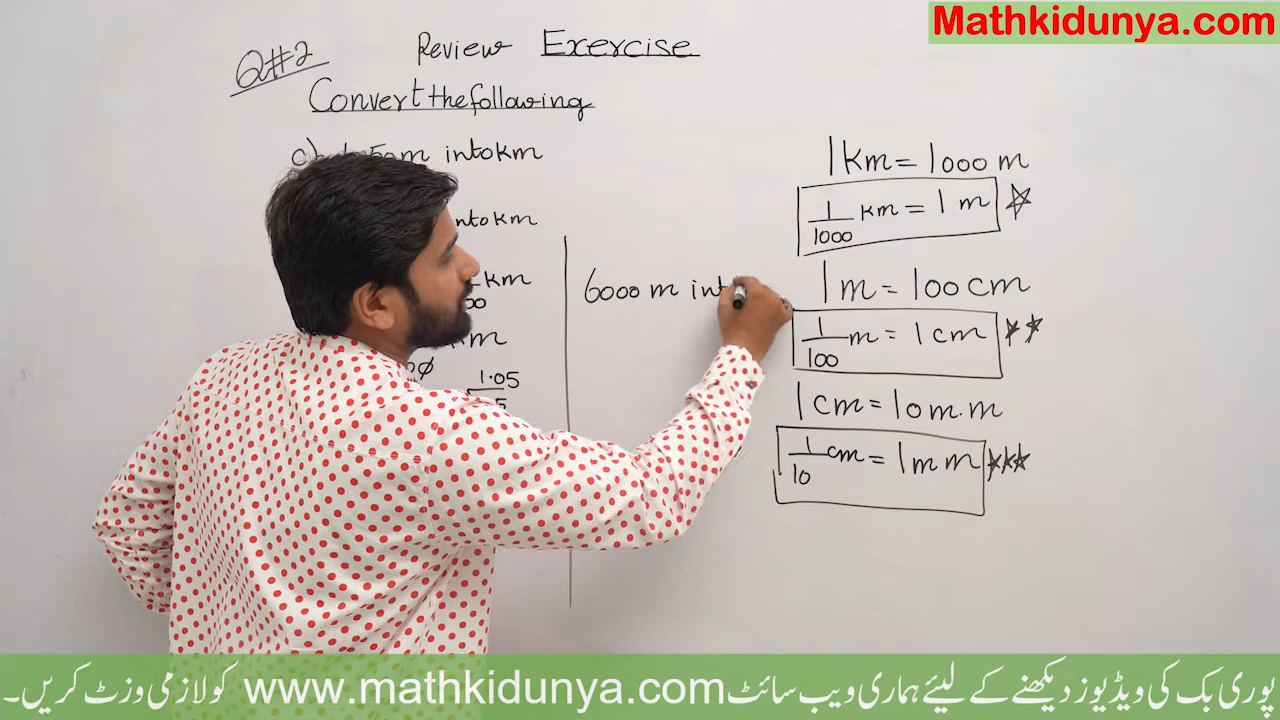 Mathkidunya.com
Q#2 Review Exercise
Convert the following
c) 50m into km
into km
km
6000 m int
1.05
1 km = 1000 m
1/1000 km = 1 m
1 m = 100 cm
1/100 m = 1 cm
1 cm = 10 m.m
1/10 cm = 1 m m
پوری بک کی ویڈیوز دیکھنے کے لیئے ہماری ویب سائٹ www.mathkidunya.com کو لازمی وزٹ کریں۔